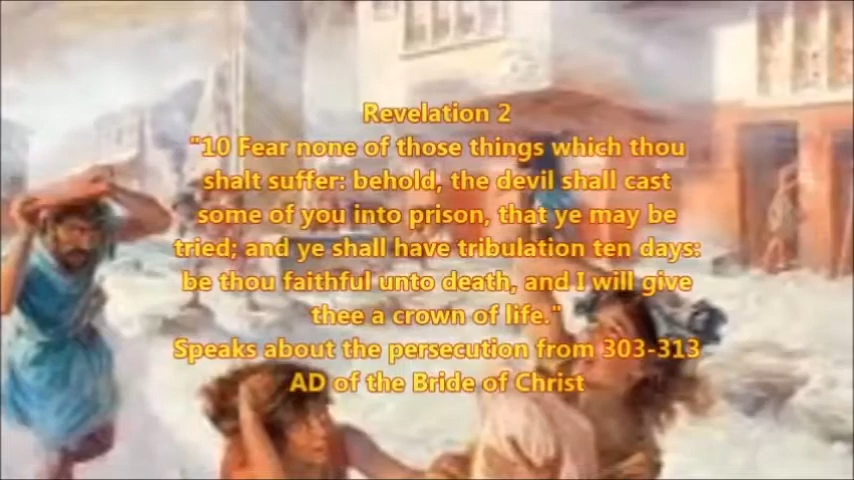 Revelation 2
"10 Fear none of those things which thou
shalt suffer: behold, the devil shall cast
some of you into prison, that ye may be
tried; and ye shall have tribulation ten days:
be thou faithful unto death, and I will give
thee a crown of life."
Speaks about the persecution from 303-313
AD of the Bride of Christ